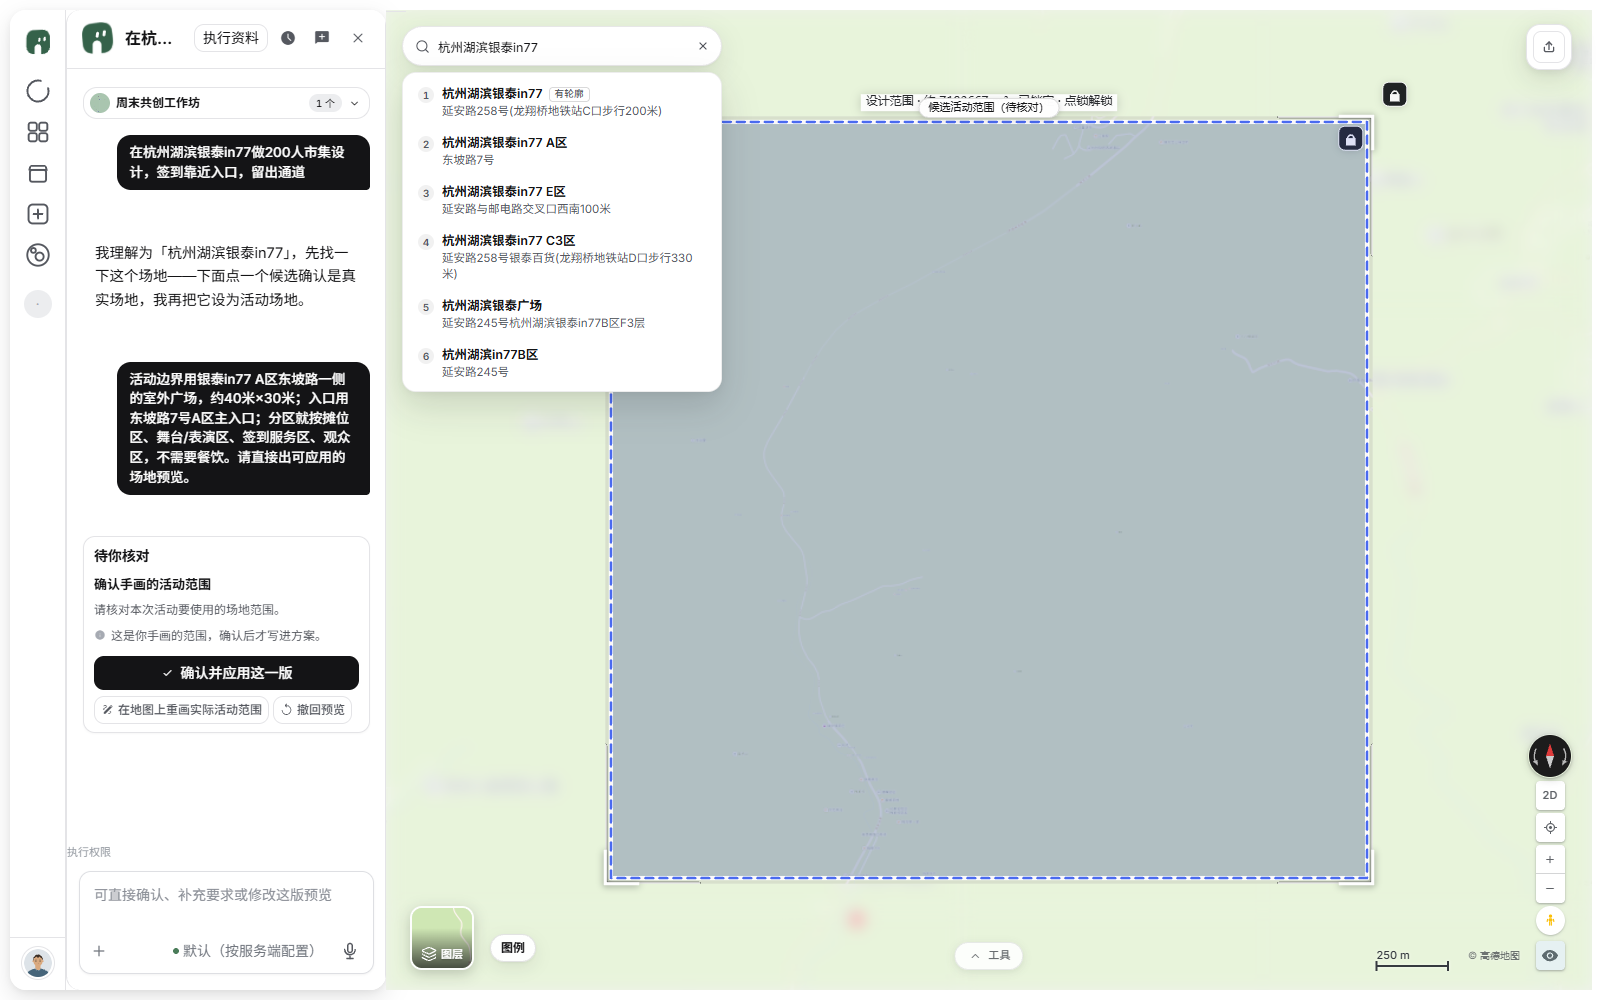 在杭...
执行资料
周末共创工作坊
1 个
在杭州湖滨银泰in77做200人市集设
计，签到靠近入口，留出通道
我理解为「杭州湖滨银泰in77」，先找一
下这个场地——下面点一个候选确认是真
实场地，我再把它设为活动场地。
活动边界用银泰in77 A区东坡路一侧
的室外广场，约40米×30米；入口用
东坡路7号A区主入口；分区就按摊位
区、舞台/表演区、签到服务区、观众
区，不需要餐饮。请直接出可应用的
场地预览。
待你核对
确认手画的活动范围
请核对本次活动要使用的场地范围。
这是你手画的范围，确认后才写进方案。
确认并应用这一版
在地图上重画实际活动范围
撤回预览
执行权限
可直接确认、补充要求或修改这版预览
默认（按服务端配置）
杭州湖滨银泰in77
1
杭州湖滨银泰in77
有轮廓
延安路258号(龙翔桥地铁站C口步行200米)
2
杭州湖滨银泰in77 A区
东坡路7号
3
杭州湖滨银泰in77 E区
延安路与邮电路交叉口西南100米
4
杭州湖滨银泰in77 C3区
延安路258号银泰百货(龙翔桥地铁站D口步行330
米)
5
杭州湖滨银泰广场
延安路245号杭州湖滨银泰in77B区F3层
6
杭州湖滨in77B区
延安路245号
设计范围
点锁解锁
候选活动范围（待核对）
图层
图例
工具
2D
250 m
© 高德地图